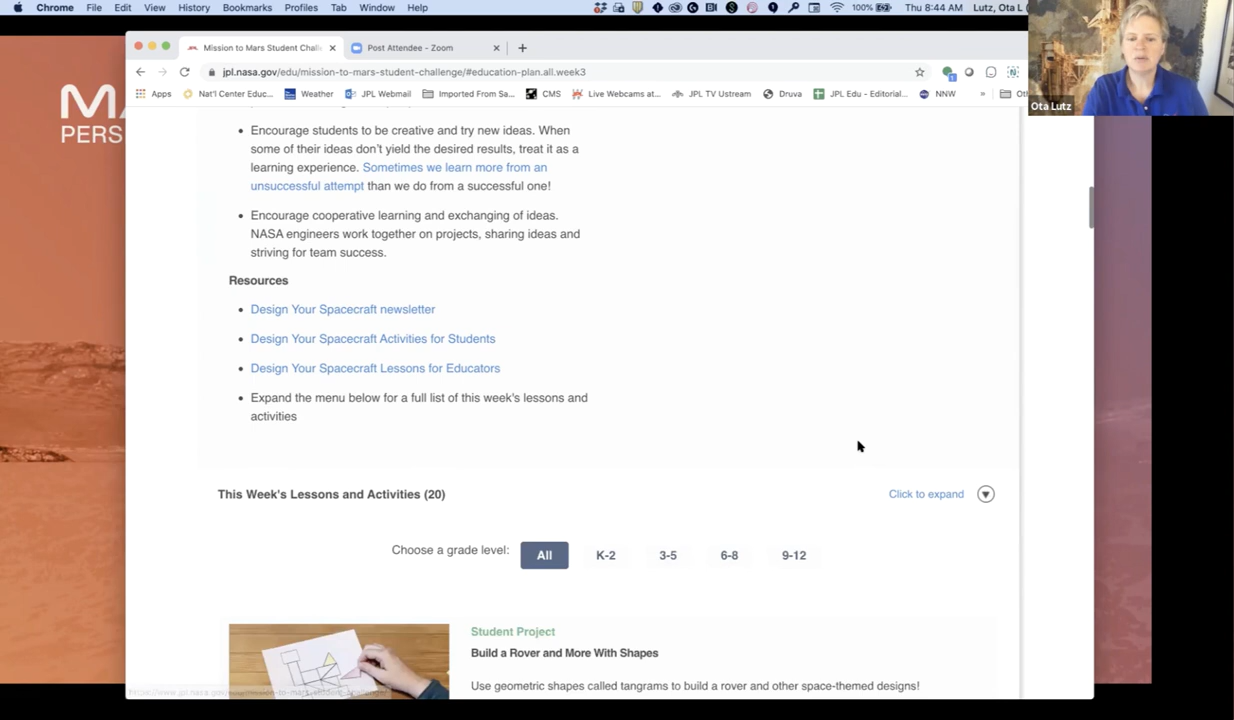 Chrome File Edit View History Bookmarks Profiles Tab Window Help 100% Thu 8:44 AM Lutz, Ota L (
Mission to Mars Student Chall Post Attendee - Zoom
jpl.nasa.gov/edu/mission-to-mars-student-challenge/#education-plan.all.week3
Apps Nat'l Center Educ... Weather JPL Webmail Imported From Sa... CMS Live Webcams at... JPL TV Ustream Druva JPL Edu - Editorial... NNW »
Ota Lutz
PERS
• Encourage students to be creative and try new ideas. When
some of their ideas don't yield the desired results, treat it as a
learning experience. Sometimes we learn more from an
unsuccessful attempt than we do from a successful one!
• Encourage cooperative learning and exchanging of ideas.
NASA engineers work together on projects, sharing ideas and
striving for team success.
Resources
• Design Your Spacecraft newsletter
• Design Your Spacecraft Activities for Students
• Design Your Spacecraft Lessons for Educators
• Expand the menu below for a full list of this week's lessons and
activities
This Week's Lessons and Activities (20) Click to expand
Choose a grade level: All K-2 3-5 6-8 9-12
Student Project
Build a Rover and More With Shapes
Use geometric shapes called tangrams to build a rover and other space-themed designs!